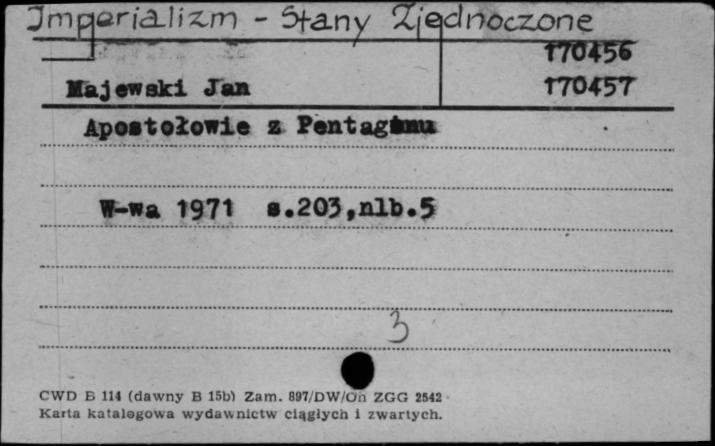 Imperializm - Stany Zjednoczone
170456
Majewski Jan 170457
Apostołowie z Pentagonu
W-wa 1971 s.203,nlb.5
3
CWD B 114 (dawny B 15b) Zam. 897/DW/Oh ZGG 2542
Karta katalogowa wydawnictw ciągłych i zwartych.